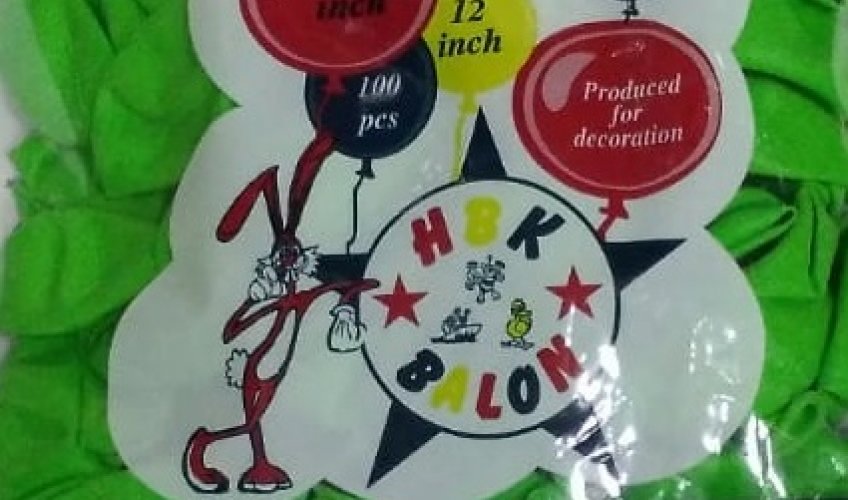 inch
12
inch
100
pcs
Produced
for
decoration
HBK
BALON